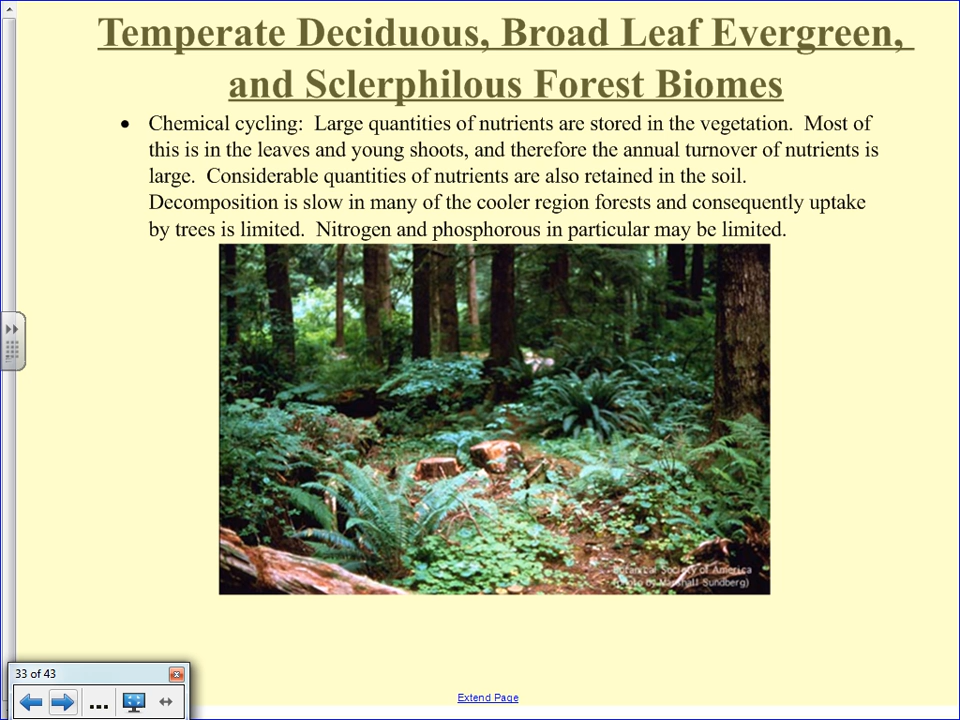 Temperate Deciduous, Broad Leaf Evergreen,
and Sclerphilous Forest Biomes
• Chemical cycling: Large quantities of nutrients are stored in the vegetation. Most of
this is in the leaves and young shoots, and therefore the annual turnover of nutrients is
large. Considerable quantities of nutrients are also retained in the soil.
Decomposition is slow in many of the cooler region forests and consequently uptake
by trees is limited. Nitrogen and phosphorous in particular may be limited.
Botanical Society of America
(Photo by Marshall Sundberg)
33 of 43
Extend Page